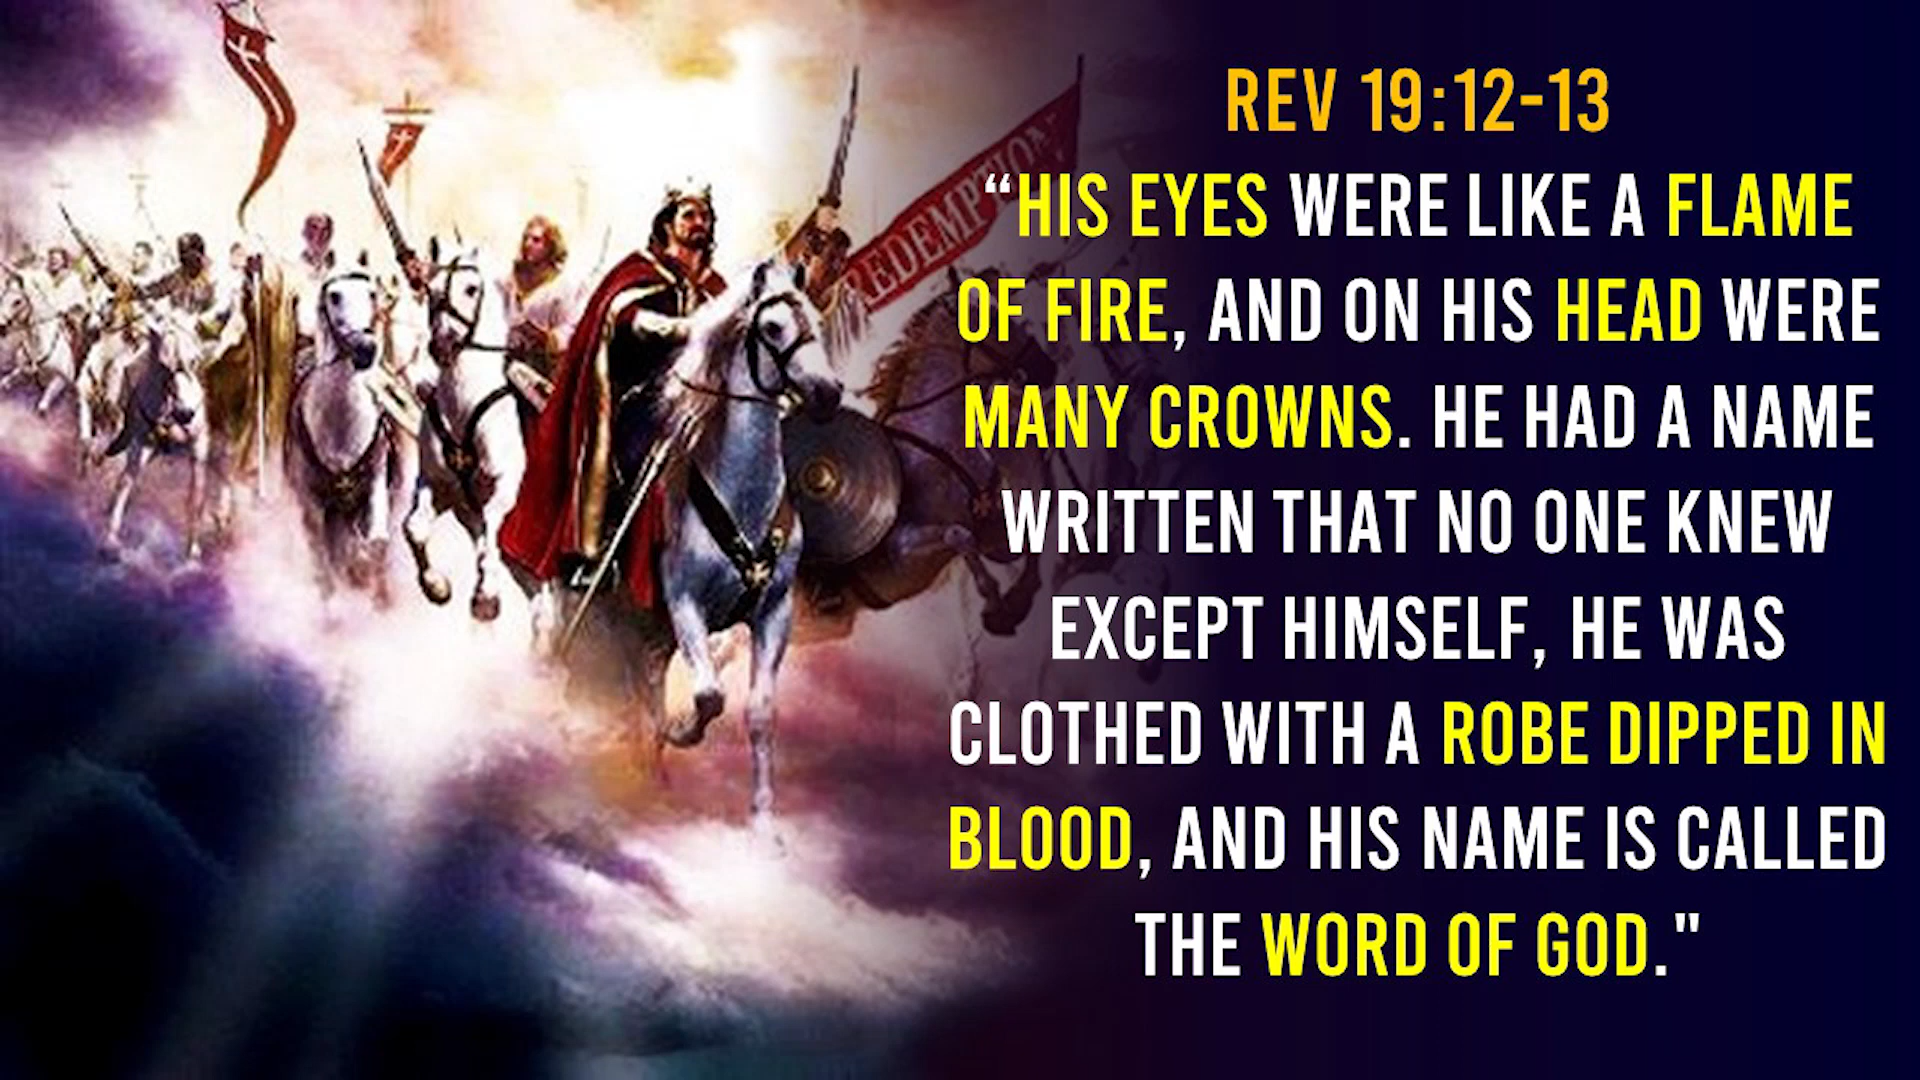 REDEMPTION
REV 19:12-13
“HIS EYES WERE LIKE A FLAME
OF FIRE, AND ON HIS HEAD WERE
MANY CROWNS. HE HAD A NAME
WRITTEN THAT NO ONE KNEW
EXCEPT HIMSELF, HE WAS
CLOTHED WITH A ROBE DIPPED IN
BLOOD, AND HIS NAME IS CALLED
THE WORD OF GOD."